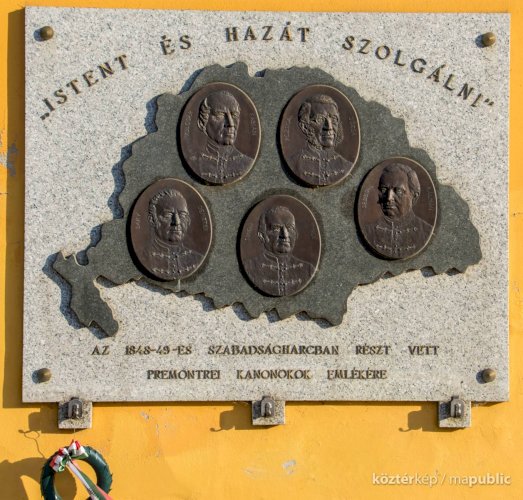 „ISTENT ÉS HAZÁT SZOLGÁLNI”
AZ 1848-49-ES SZABADSÁGHARCBAN RÉSZT VETT
PREMONTREI KANONOKOK EMLÉKÉRE
köztérkép / mapublic